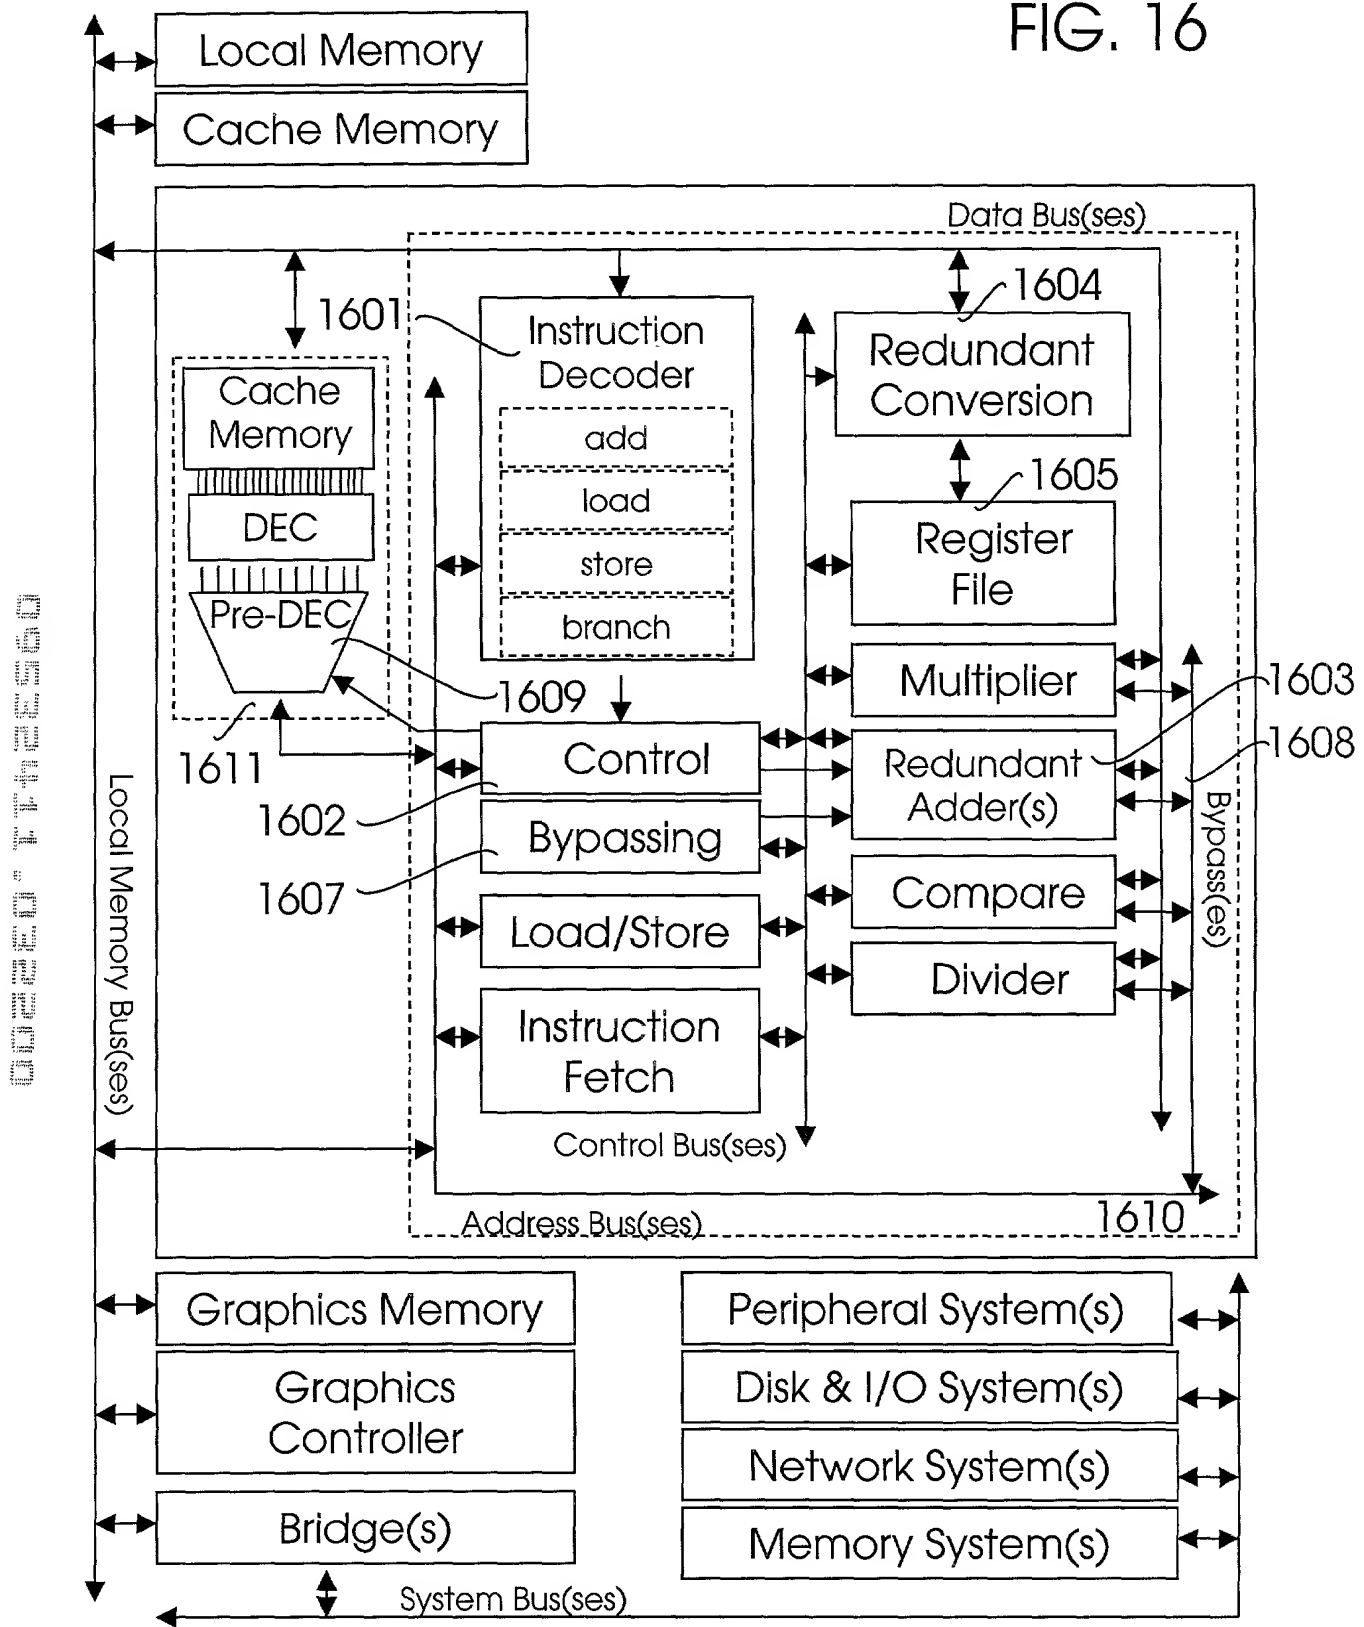 FIG. 16
Local Memory
Cache Memory
Data Bus(ses)
1601
1604
Instruction
Decoder
add
load
store
branch
Redundant
Conversion
Cache
Memory
DEC
Pre-DEC
1605
Register
File
1609
1611
Multiplier
1603
Control
1602
Redundant
Adder(s)
1608
Bypassing
1607
Bypass(es)
Compare
Load/Store
Divider
Instruction
Fetch
Local Memory Bus(ses)
Control Bus(ses)
1610
Address Bus(ses)
Graphics Memory
Peripheral System(s)
Graphics
Controller
Disk & I/O System(s)
Network System(s)
Bridge(s)
Memory System(s)
System Bus(ses)